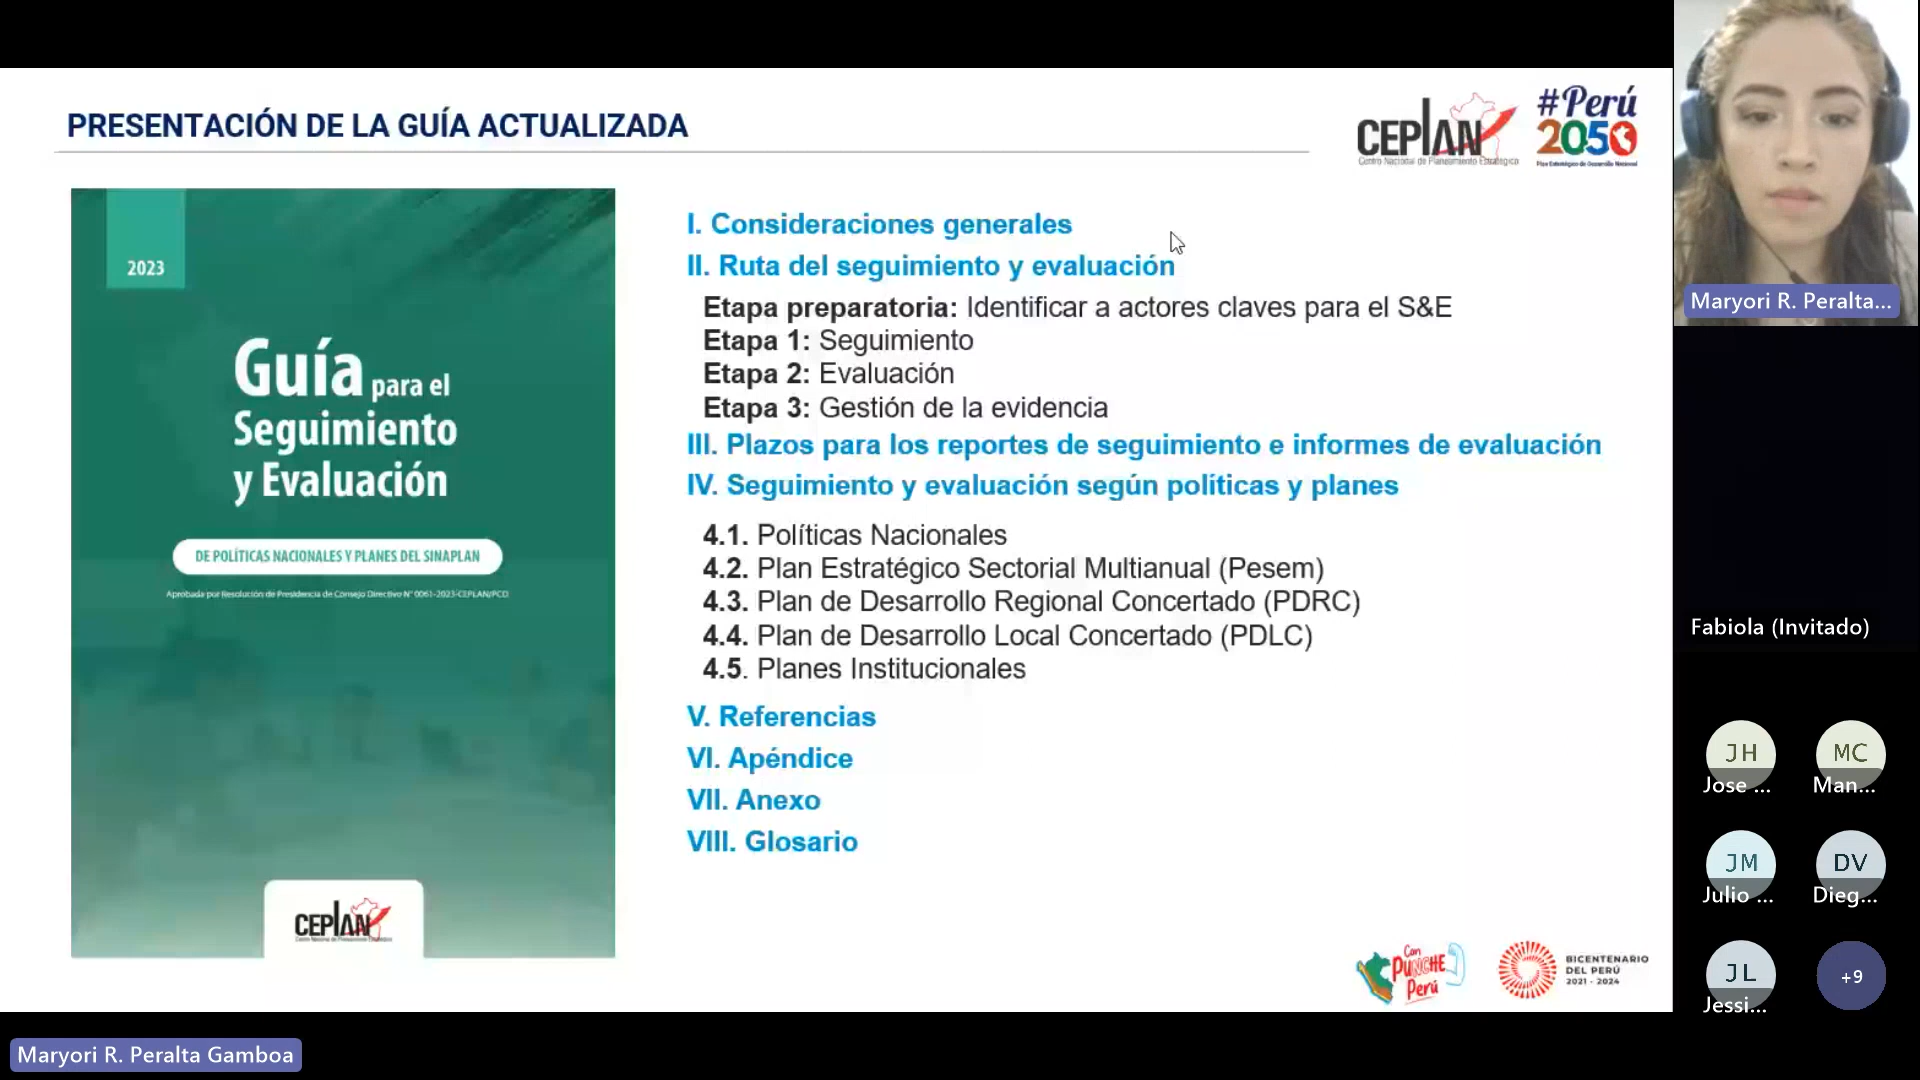 PRESENTACIÓN DE LA GUÍA ACTUALIZADA
CEPLAN
Centro Nacional de Planeamiento Estratégico
#Perú
2050
Plan Estratégico de Desarrollo Nacional
2023
Guía para el
Seguimiento
y Evaluación
DE POLÍTICAS NACIONALES Y PLANES DEL SINAPLAN
Aprobada por Resolución de Presidencia de Consejo Directivo N° 0061-2023-CEPLAN/PCD
CEPLAN
Centro Nacional de Planeamiento Estratégico
I. Consideraciones generales
II. Ruta del seguimiento y evaluación
Etapa preparatoria: Identificar a actores claves para el S&E
Etapa 1: Seguimiento
Etapa 2: Evaluación
Etapa 3: Gestión de la evidencia
III. Plazos para los reportes de seguimiento e informes de evaluación
IV. Seguimiento y evaluación según políticas y planes
4.1. Políticas Nacionales
4.2. Plan Estratégico Sectorial Multianual (Pesem)
4.3. Plan de Desarrollo Regional Concertado (PDRC)
4.4. Plan de Desarrollo Local Concertado (PDLC)
4.5. Planes Institucionales
V. Referencias
VI. Apéndice
VII. Anexo
VIII. Glosario
Con
PUNCHE
Perú
BICENTENARIO
DEL PERÚ
2021 - 2024
Maryori R. Peralta...
Fabiola (Invitado)
JH
Jose ...
MC
Man...
JM
Julio ...
DV
Dieg...
JL
Jessi...
+9
Maryori R. Peralta Gamboa